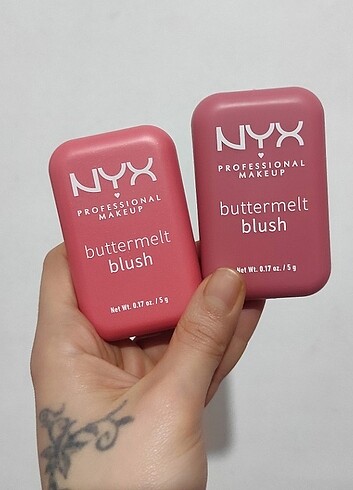 NYX
PROFESSIONAL
MAKEUP
buttermelt
blush
Net Wt. 0.17 oz. / 5 g
NYX
PROFESSIONAL
MAKEUP
buttermelt
blush
Net Wt. 0.17 oz. / 5 g